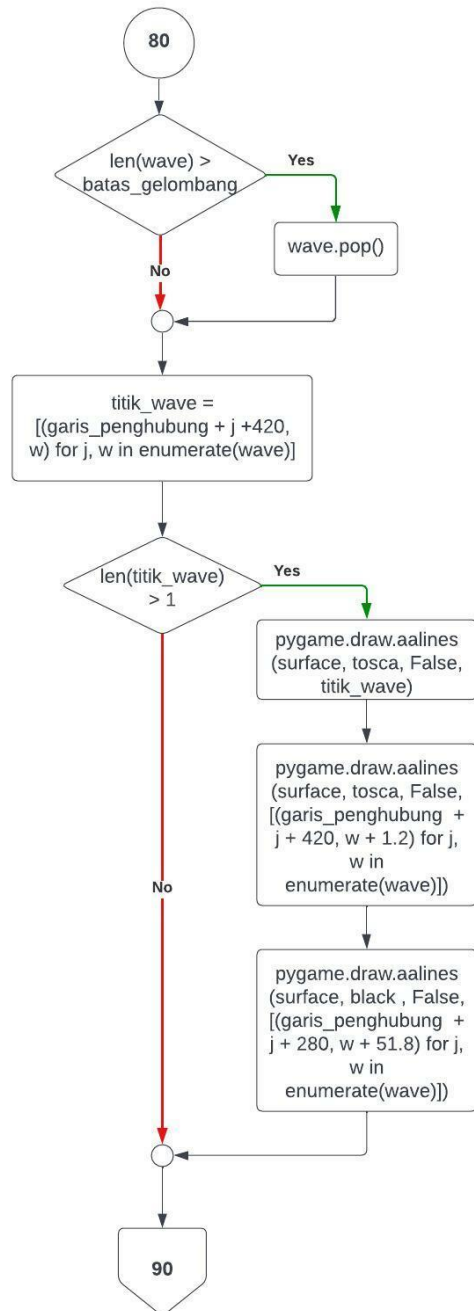 80
len(wave) >
batas_gelombang
Yes
wave.pop()
No
titik_wave =
[(garis_penghubung + j +420,
w) for j, w in enumerate(wave)]
len(titik_wave)
> 1
Yes
pygame.draw.aalines
(surface, tosca, False,
titik_wave)
pygame.draw.aalines
(surface, tosca, False,
[(garis_penghubung  +
j + 420, w + 1.2) for j,
w in
enumerate(wave)])
No
pygame.draw.aalines
(surface, black , False,
[(garis_penghubung  +
j + 280, w + 51.8) for j,
w in
enumerate(wave)])
90